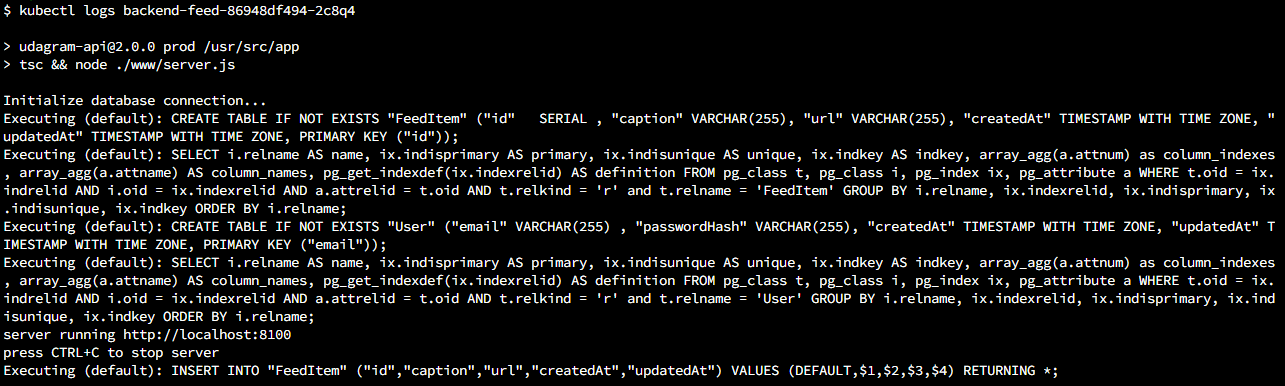 $ kubectl logs backend-feed-86948df494-2c8q4
> udagram-api@2.0.0 prod /usr/src/app
> tsc && node ./www/server.js
Initialize database connection...
Executing (default): CREATE TABLE IF NOT EXISTS "FeedItem" ("id"   SERIAL , "caption" VARCHAR(255), "url" VARCHAR(255), "createdAt" TIMESTAMP WITH TIME ZONE, "
updatedAt" TIMESTAMP WITH TIME ZONE, PRIMARY KEY ("id"));
Executing (default): SELECT i.relname AS name, ix.indisprimary AS primary, ix.indisunique AS unique, ix.indkey AS indkey, array_agg(a.attnum) as column_indexes
, array_agg(a.attname) AS column_names, pg_get_indexdef(ix.indexrelid) AS definition FROM pg_class t, pg_class i, pg_index ix, pg_attribute a WHERE t.oid = ix.
indrelid AND i.oid = ix.indexrelid AND a.attrelid = t.oid AND t.relkind = 'r' and t.relname = 'FeedItem' GROUP BY i.relname, ix.indexrelid, ix.indisprimary, ix
.indisunique, ix.indkey ORDER BY i.relname;
Executing (default): CREATE TABLE IF NOT EXISTS "User" ("email" VARCHAR(255) , "passwordHash" VARCHAR(255), "createdAt" TIMESTAMP WITH TIME ZONE, "updatedAt" T
IMESTAMP WITH TIME ZONE, PRIMARY KEY ("email"));
Executing (default): SELECT i.relname AS name, ix.indisprimary AS primary, ix.indisunique AS unique, ix.indkey AS indkey, array_agg(a.attnum) as column_indexes
, array_agg(a.attname) AS column_names, pg_get_indexdef(ix.indexrelid) AS definition FROM pg_class t, pg_class i, pg_index ix, pg_attribute a WHERE t.oid = ix.
indrelid AND i.oid = ix.indexrelid AND a.attrelid = t.oid AND t.relkind = 'r' and t.relname = 'User' GROUP BY i.relname, ix.indexrelid, ix.indisprimary, ix.ind
isunique, ix.indkey ORDER BY i.relname;
server running http://localhost:8100
press CTRL+C to stop server
Executing (default): INSERT INTO "FeedItem" ("id","caption","url","createdAt","updatedAt") VALUES (DEFAULT,$1,$2,$3,$4) RETURNING *;